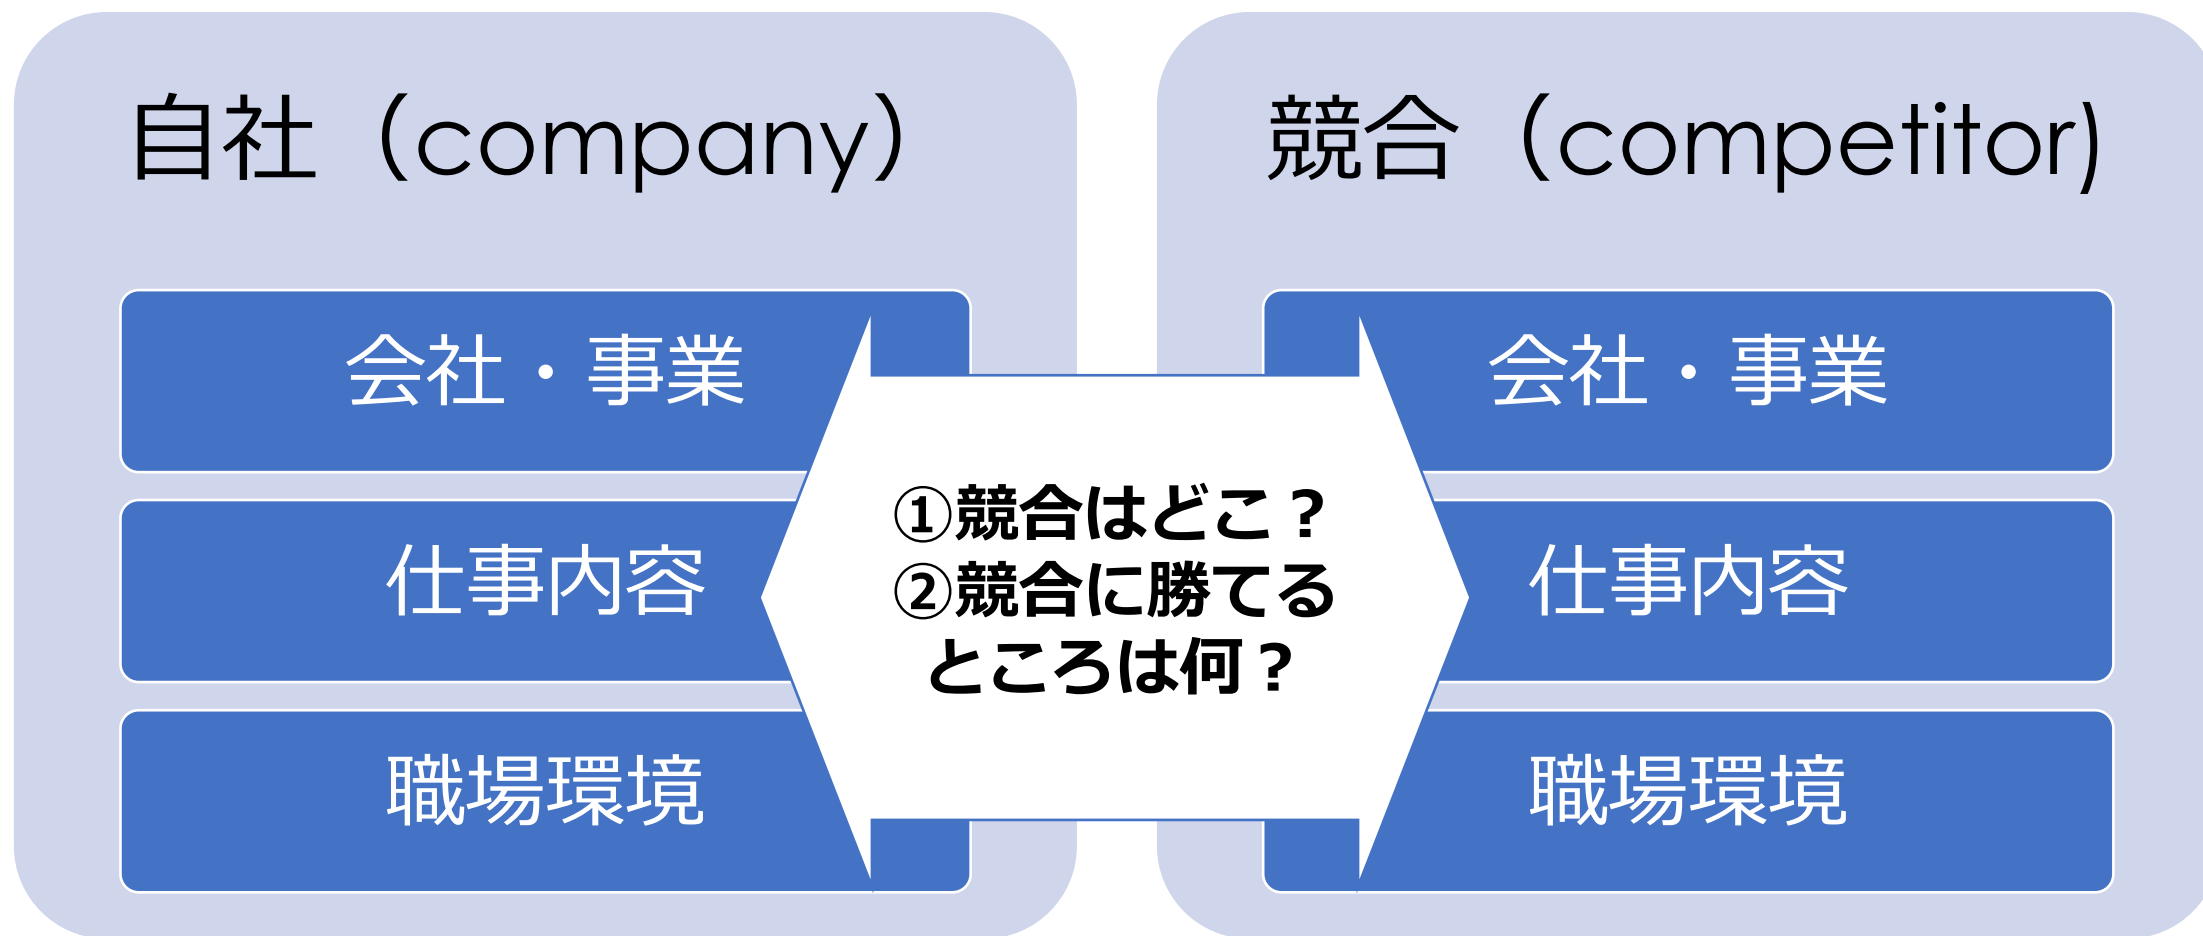 自社（company）
会社・事業
仕事内容
職場環境
①競合はどこ？
②競合に勝てる
ところは何？
競合（competitor)
会社・事業
仕事内容
職場環境